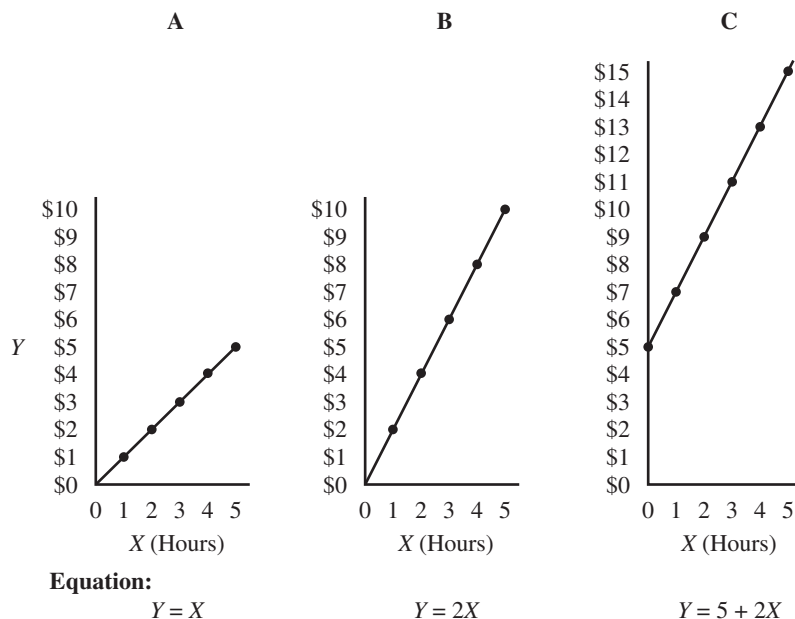 A B C
$15
$14
$13
$12
$11
$10 $10 $10
$9 $9 $9
$8 $8 $8
$7 $7 $7
$6 $6 $6
Y $5 $5 $5
$4 $4 $4
$3 $3 $3
$2 $2 $2
$1 $1 $1
$0 $0 $0
0 1 2 3 4 5 0 1 2 3 4 5 0 1 2 3 4 5
X (Hours) X (Hours) X (Hours)
Equation:
Y = X Y = 2X Y = 5 + 2X